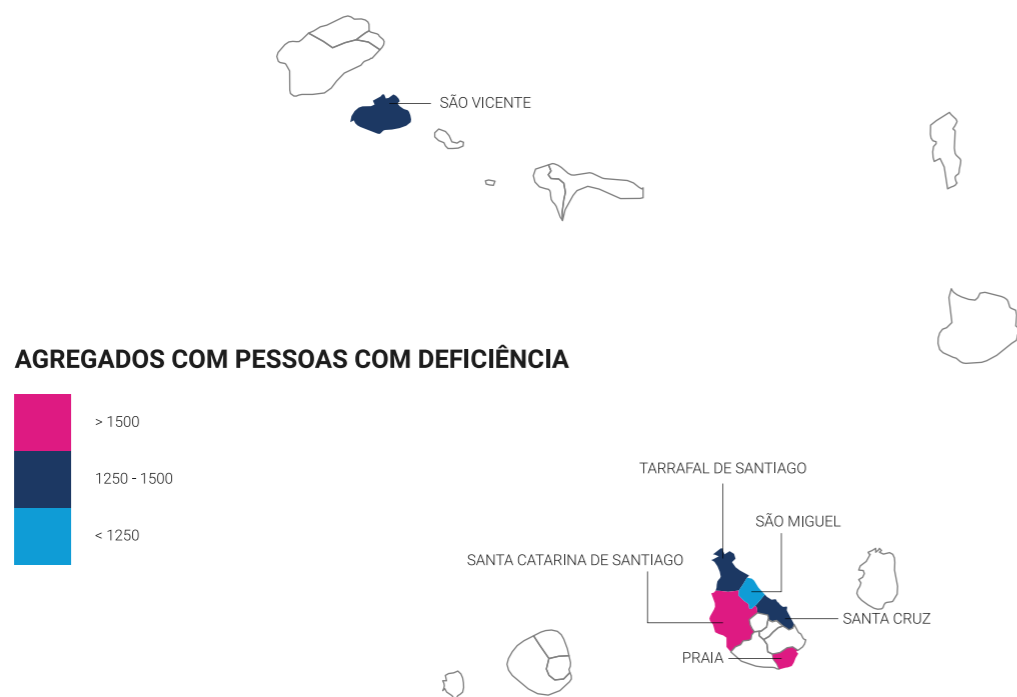 SÃO VICENTE
AGREGADOS COM PESSOAS COM DEFICIÊNCIA
> 1500
1250 - 1500
< 1250
TARRAFAL DE SANTIAGO
SÃO MIGUEL
SANTA CATARINA DE SANTIAGO
SANTA CRUZ
PRAIA